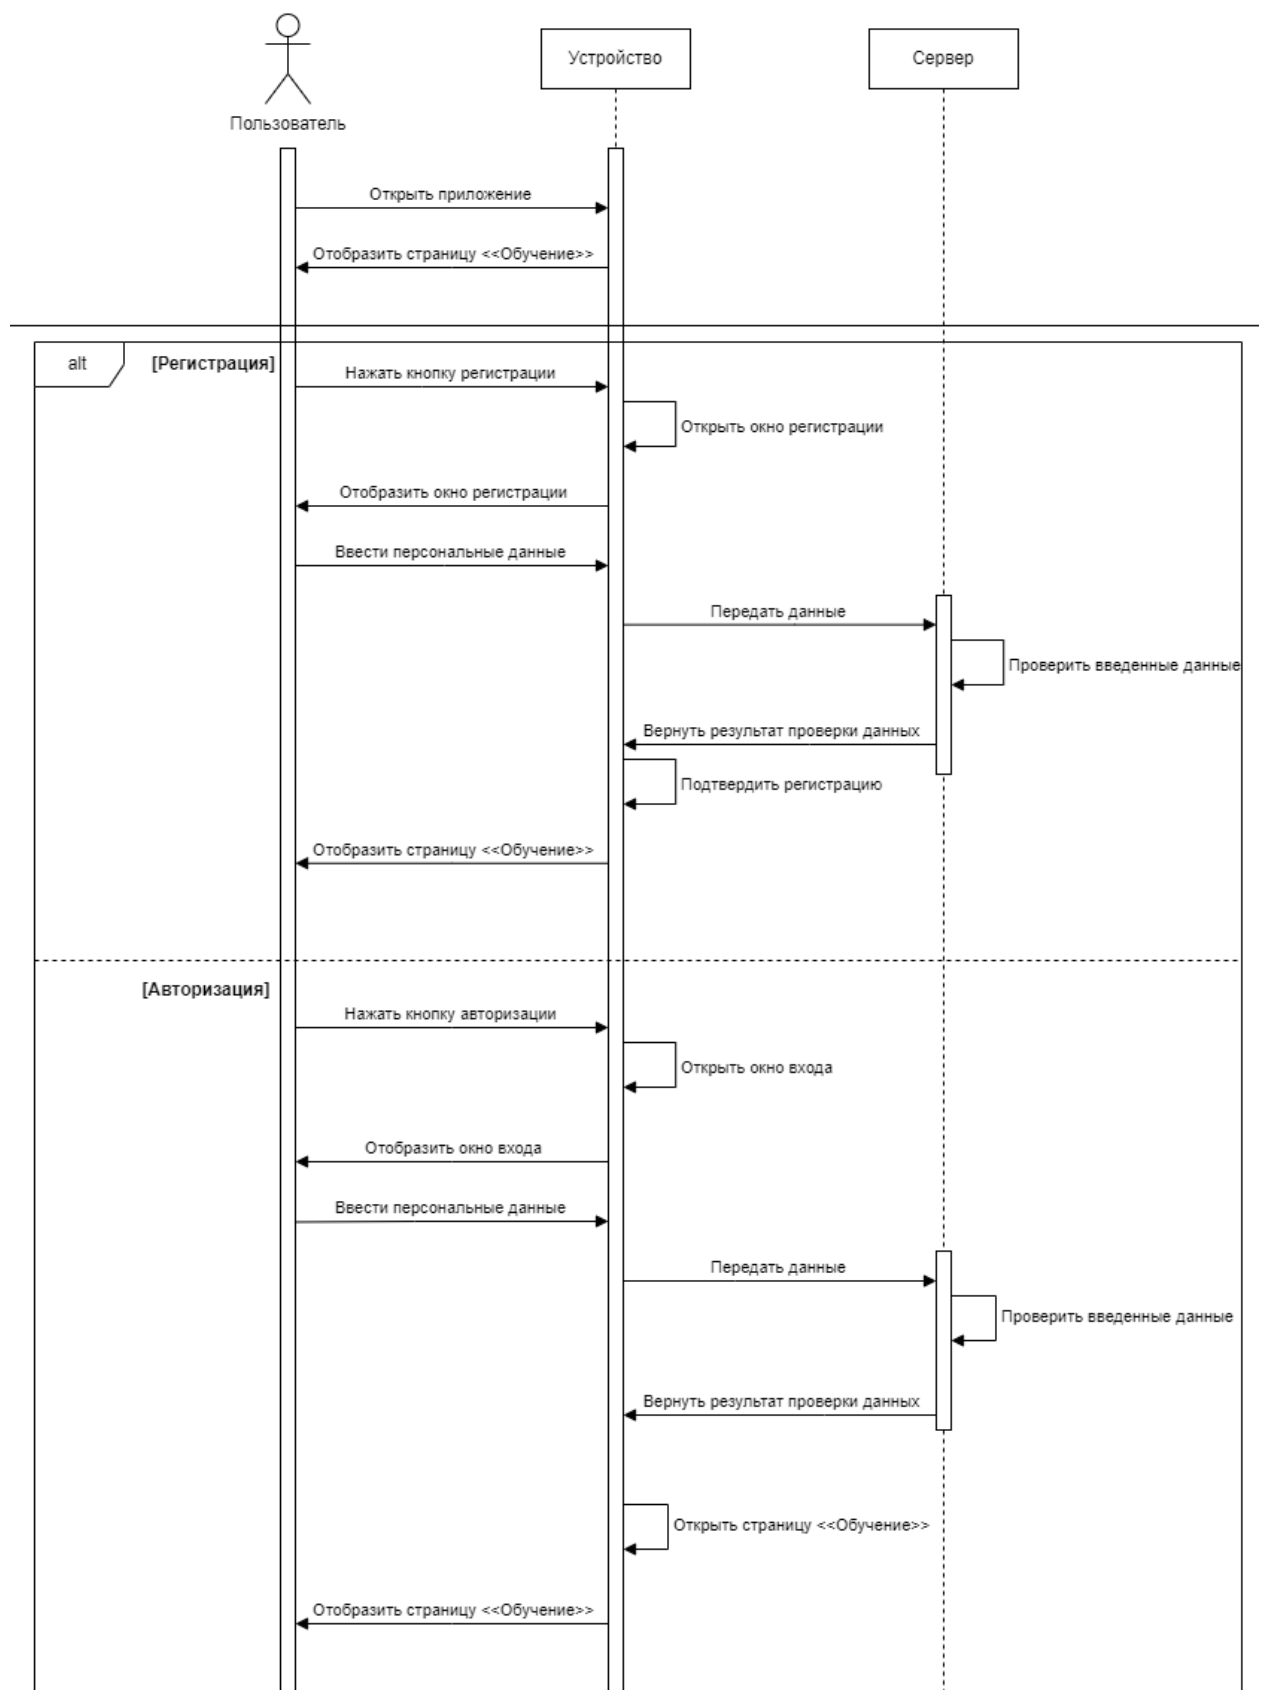 Устройство
Сервер
Пользователь
Открыть приложение
Отобразить страницу <<Обучение>>
alt
[Регистрация]
Нажать кнопку регистрации
Открыть окно регистрации
Отобразить окно регистрации
Ввести персональные данные
Передать данные
Проверить введенные данные
Вернуть результат проверки данных
Подтвердить регистрацию
Отобразить страницу <<Обучение>>
[Авторизация]
Нажать кнопку авторизации
Открыть окно входа
Отобразить окно входа
Ввести персональные данные
Передать данные
Проверить введенные данные
Вернуть результат проверки данных
Открыть страницу <<Обучение>>
Отобразить страницу <<Обучение>>